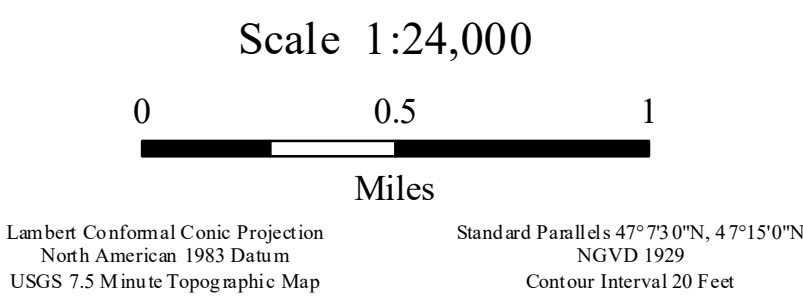 Scale 1:24,000
0 0.5 1
Miles
Lambert Conformal Conic Projection
North American 1983 Datum
USGS 7.5 Minute Topographic Map
Standard Parallels 47°7'30"N, 47°15'0"N
NGVD 1929
Contour Interval 20 Feet